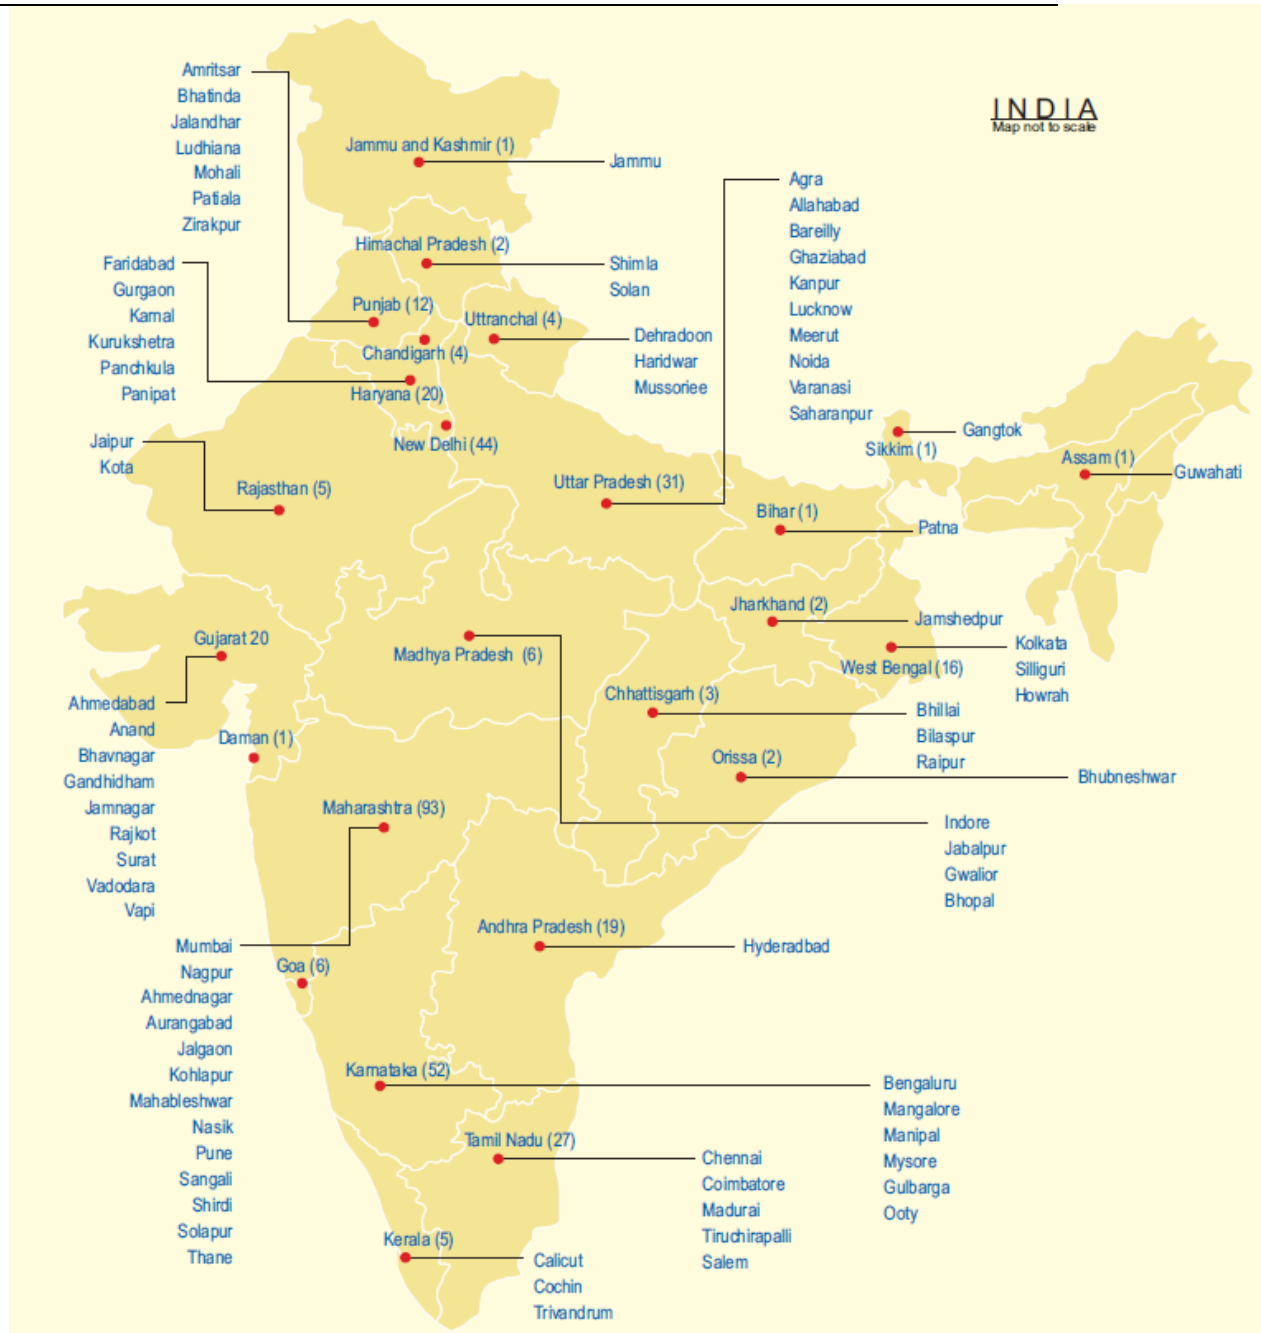 INDIA
Map not to scale
Amritsar
Bhatinda
Jalandhar
Ludhiana
Mohali
Patiala
Zirakpur
Jammu and Kashmir (1)
Jammu
Himachal Pradesh (2)
Shimla
Solan
Agra
Allahabad
Bareilly
Ghaziabad
Kanpur
Lucknow
Meerut
Noida
Varanasi
Saharanpur
Faridabad
Gurgaon
Karnal
Kurukshetra
Panchkula
Panipat
Punjab (12)
Uttranchal (4)
Dehradoon
Haridwar
Mussoriee
Chandigarh (4)
Haryana (20)
New Delhi (44)
Jaipur
Kota
Rajasthan (5)
Uttar Pradesh (31)
Sikkim (1)
Gangtok
Assam (1)
Guwahati
Bihar (1)
Patna
Jharkhand (2)
Jamshedpur
West Bengal (16)
Kolkata
Silliguri
Howrah
Gujarat 20
Madhya Pradesh (6)
Chhattisgarh (3)
Bhillai
Bilaspur
Raipur
Orissa (2)
Bhubneshwar
Ahmedabad
Anand
Bhavnagar
Gandhidham
Jamnagar
Rajkot
Surat
Vadodara
Vapi
Daman (1)
Maharashtra (93)
Indore
Jabalpur
Gwalior
Bhopal
Mumbai
Nagpur
Ahmednagar
Aurangabad
Jalgaon
Kohlapur
Mahableshwar
Nasik
Pune
Sangali
Shirdi
Solapur
Thane
Goa (6)
Andhra Pradesh (19)
Hyderadbad
Karnataka (52)
Bengaluru
Mangalore
Manipal
Mysore
Gulbarga
Ooty
Tamil Nadu (27)
Chennai
Coimbatore
Madurai
Tiruchirapalli
Salem
Kerala (5)
Calicut
Cochin
Trivandrum